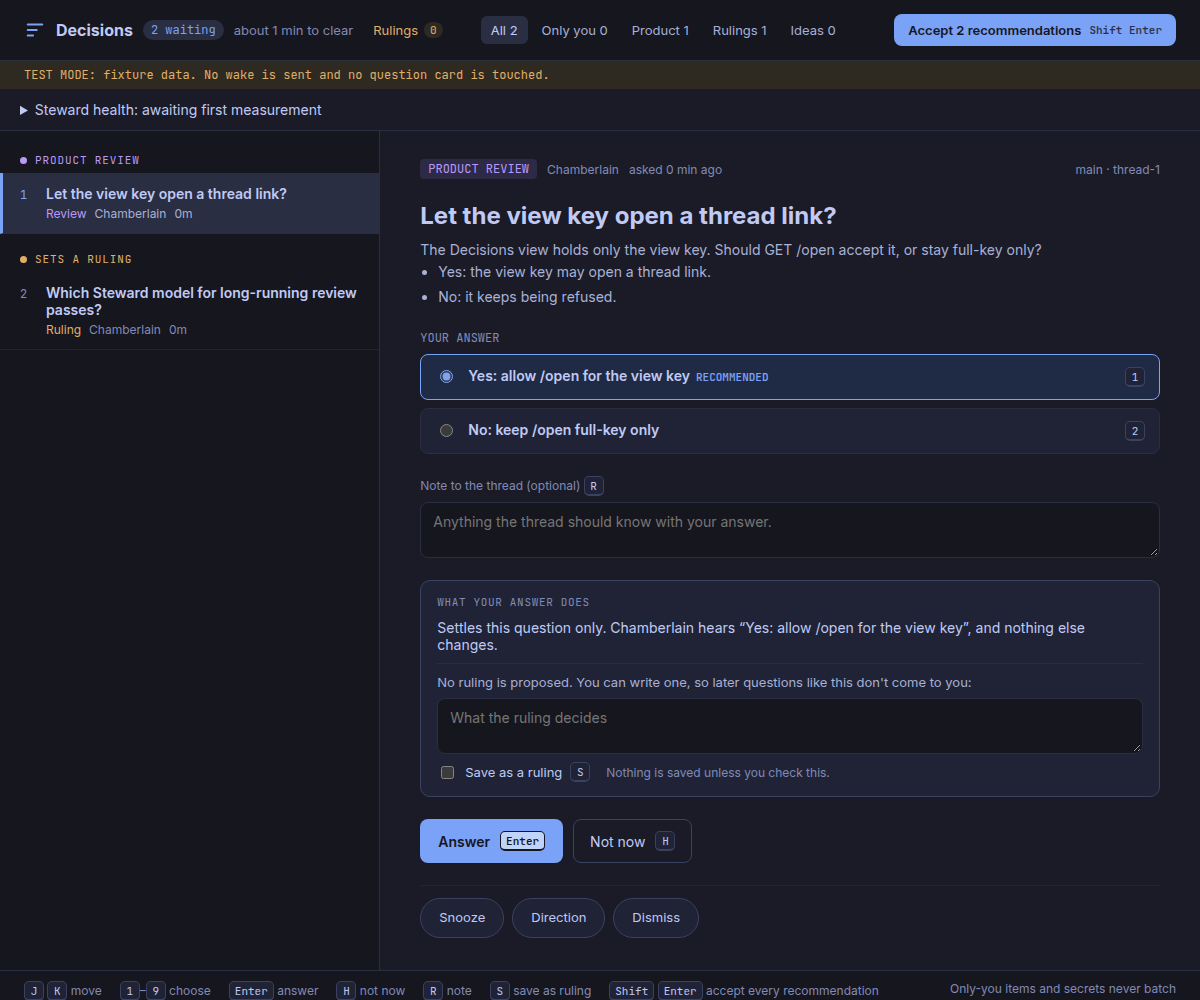 Decisions 2 waiting about 1 min to clear Rulings 0 All 2 Only you 0 Product 1 Rulings 1 Ideas 0 Accept 2 recommendations Shift Enter
TEST MODE: fixture data. No wake is sent and no question card is touched.
Steward health: awaiting first measurement
PRODUCT REVIEW
1 Let the view key open a thread link?
Review Chamberlain 0m
SETS A RULING
2 Which Steward model for long-running review
passes?
Ruling Chamberlain 0m
PRODUCT REVIEW Chamberlain asked 0 min ago main · thread-1
Let the view key open a thread link?
The Decisions view holds only the view key. Should GET /open accept it, or stay full-key only?
• Yes: the view key may open a thread link.
• No: it keeps being refused.
YOUR ANSWER
Yes: allow /open for the view key RECOMMENDED 1
No: keep /open full-key only 2
Note to the thread (optional) R
Anything the thread should know with your answer.
WHAT YOUR ANSWER DOES
Settles this question only. Chamberlain hears “Yes: allow /open for the view key”, and nothing else
changes.
No ruling is proposed. You can write one, so later questions like this don't come to you:
What the ruling decides
Save as a ruling S Nothing is saved unless you check this.
Answer Enter Not now H
Snooze Direction Dismiss
J K move 1–9 choose Enter answer H not now R note S save as ruling Shift Enter accept every recommendation Only-you items and secrets never batch